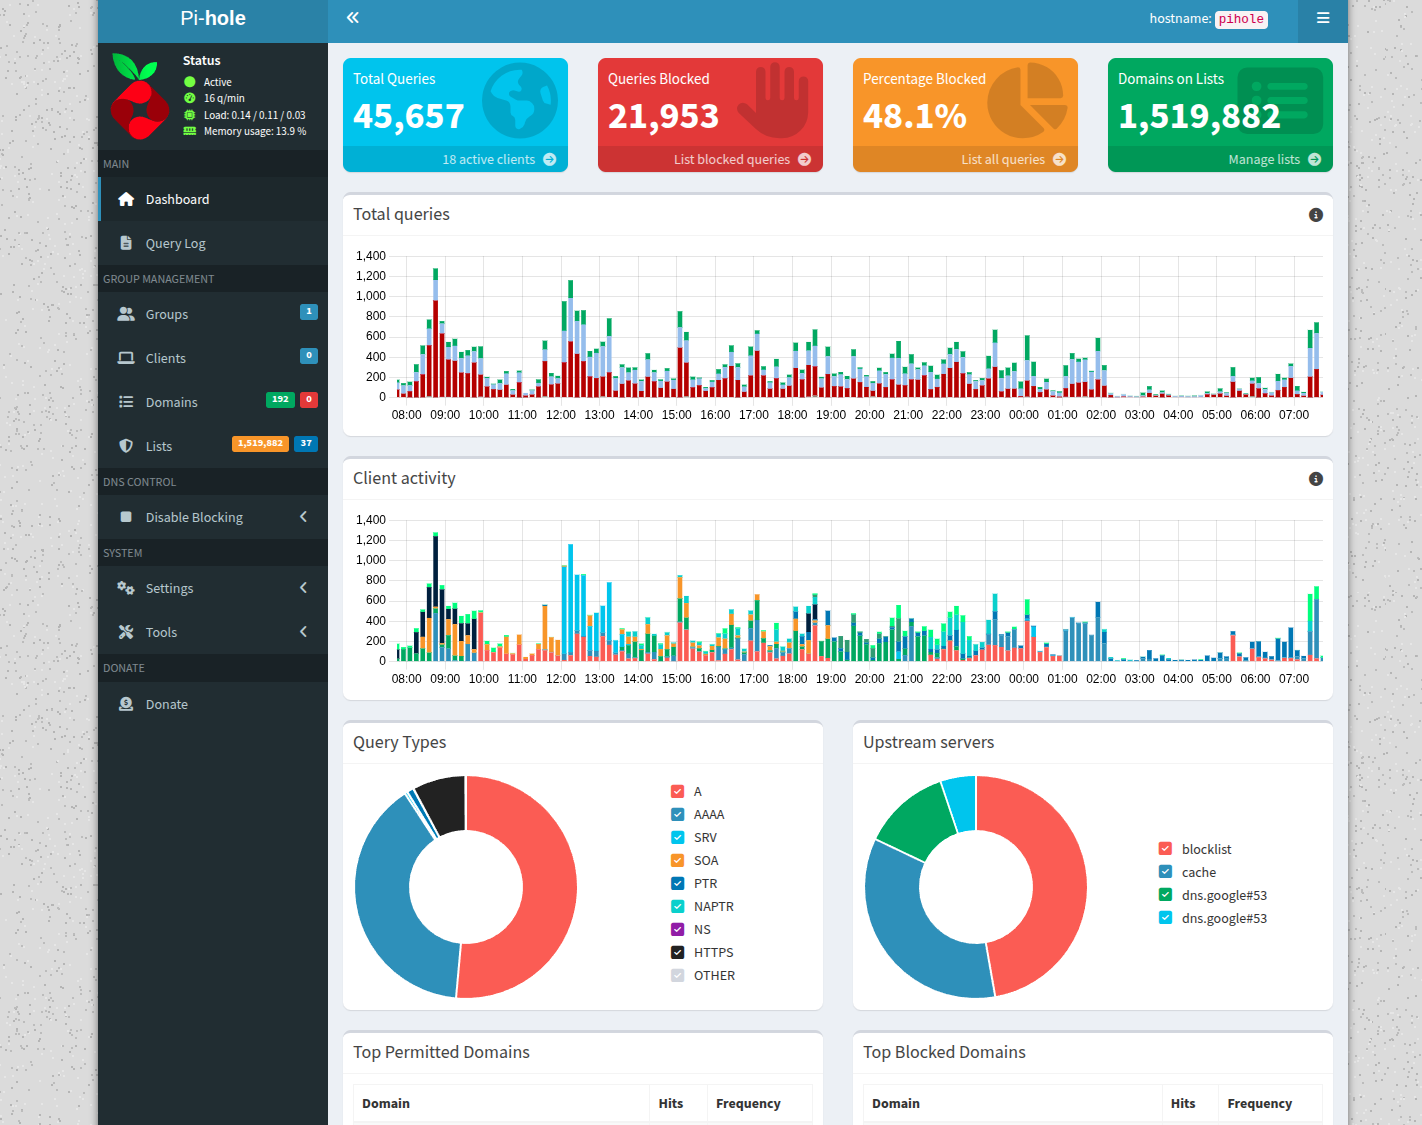 Pi-hole
hostname: pihole
Status
Active
16 q/min
Load: 0.14 / 0.11 / 0.03
Memory usage: 13.9 %
MAIN
Dashboard
Query Log
GROUP MANAGEMENT
Groups 1
Clients 0
Domains 192 0
Lists 1,519,882 37
DNS CONTROL
Disable Blocking
SYSTEM
Settings
Tools
DONATE
Donate
Total Queries
45,657
18 active clients
Queries Blocked
21,953
List blocked queries
Percentage Blocked
48.1%
List all queries
Domains on Lists
1,519,882
Manage lists
Total queries
1,400
1,200
1,000
800
600
400
200
0
08:00 09:00 10:00 11:00 12:00 13:00 14:00 15:00 16:00 17:00 18:00 19:00 20:00 21:00 22:00 23:00 00:00 01:00 02:00 03:00 04:00 05:00 06:00 07:00
Client activity
1,400
1,200
1,000
800
600
400
200
0
08:00 09:00 10:00 11:00 12:00 13:00 14:00 15:00 16:00 17:00 18:00 19:00 20:00 21:00 22:00 23:00 00:00 01:00 02:00 03:00 04:00 05:00 06:00 07:00
Query Types
A
AAAA
SRV
SOA
PTR
NAPTR
NS
HTTPS
OTHER
Upstream servers
blocklist
cache
dns.google#53
dns.google#53
Top Permitted Domains
Domain Hits Frequency
Top Blocked Domains
Domain Hits Frequency